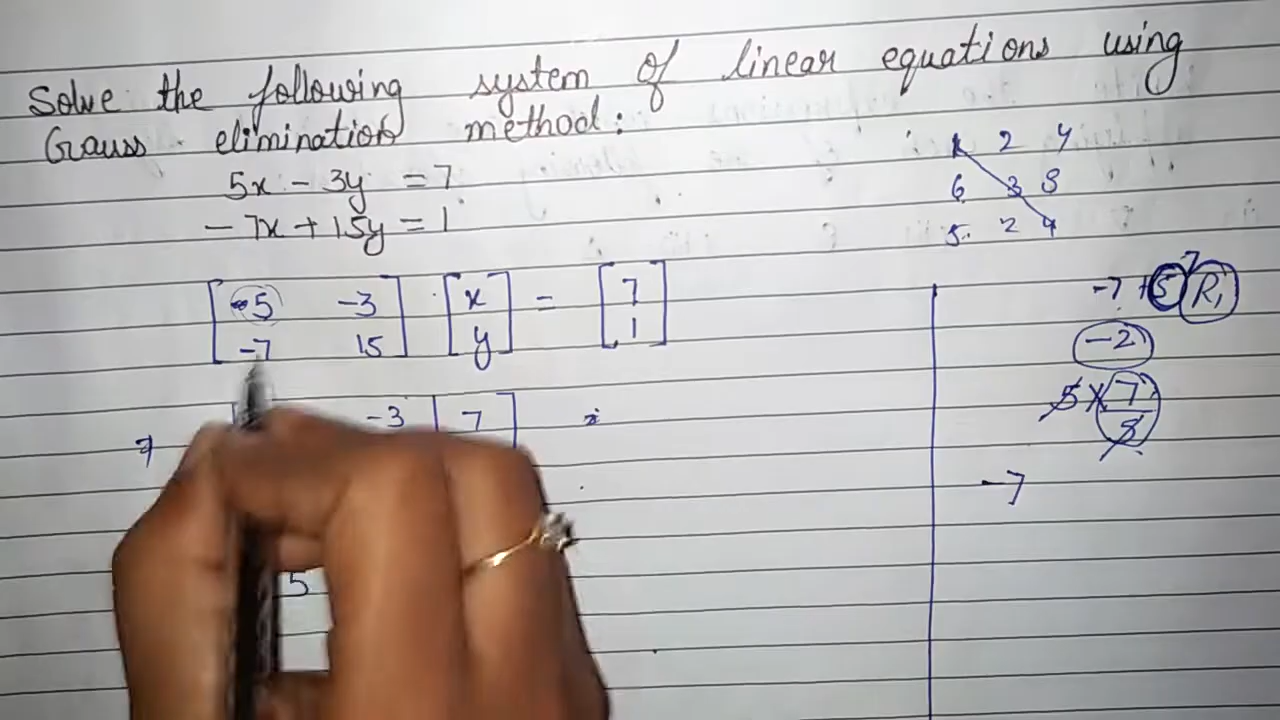 Solve the following system of linear equations using
Gauss elimination method:
5x - 3y = 7
- 7x + 15y = 1
1 2 4
6 3 8
5 2 4
[5 -3 [x = [7
-7 15] y] 1]
-3 | 7]
5
-7 + 5 R₁
7
-2
5 × 7
5
-7